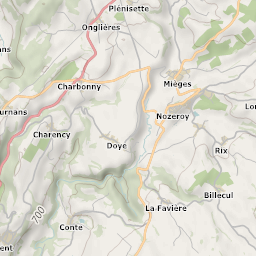 Plénisette
Onglières
Charbonny
Mièges
Nozeroy
Charency
Doye
Rix
Billecul
La Favière
700
Conte